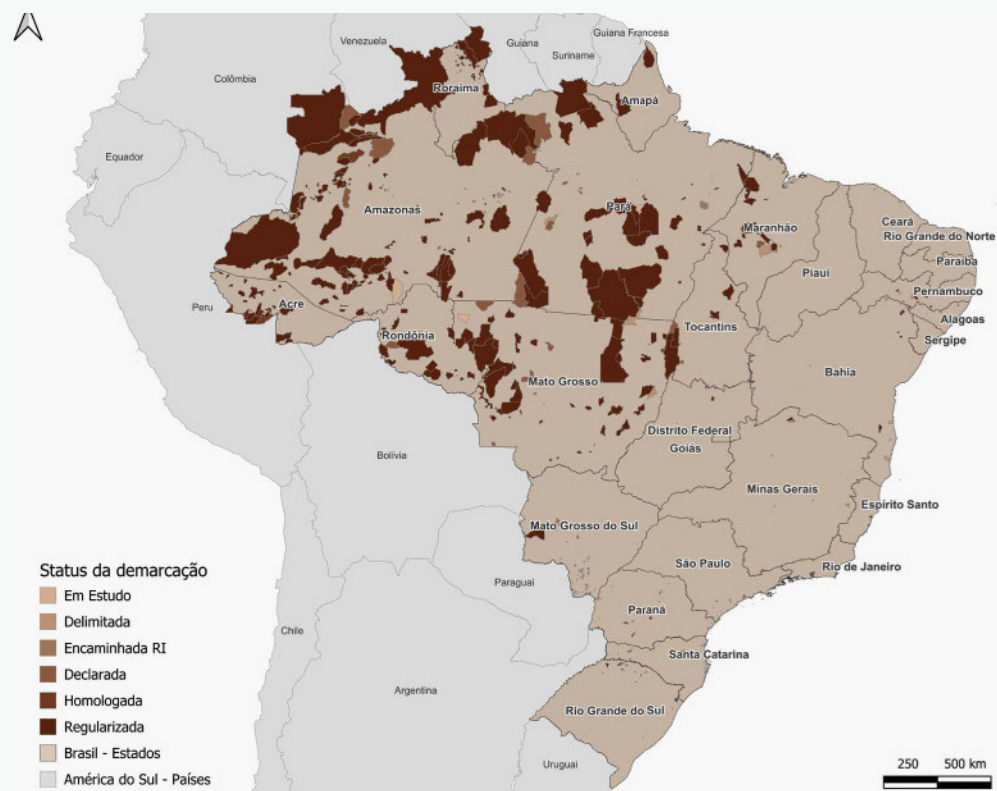 Venezuela
Guiana
Guiana Francesa
Suriname
Colômbia
Roraima
Amapá
Equador
Amazonas
Pará
Maranhão
Ceará
Rio Grande do Norte
Paraíba
Piauí
Pernambuco
Peru
Acre
Alagoas
Rondônia
Tocantins
Sergipe
Mato Grosso
Bahia
Distrito Federal
Goiás
Bolívia
Minas Gerais
Espírito Santo
Mato Grosso do Sul
São Paulo
Rio de Janeiro
Paraguai
Paraná
Chile
Santa Catarina
Argentina
Rio Grande do Sul
Uruguai
Status da demarcação
Em Estudo
Delimitada
Encaminhada RI
Declarada
Homologada
Regularizada
Brasil - Estados
América do Sul - Países
250 500 km